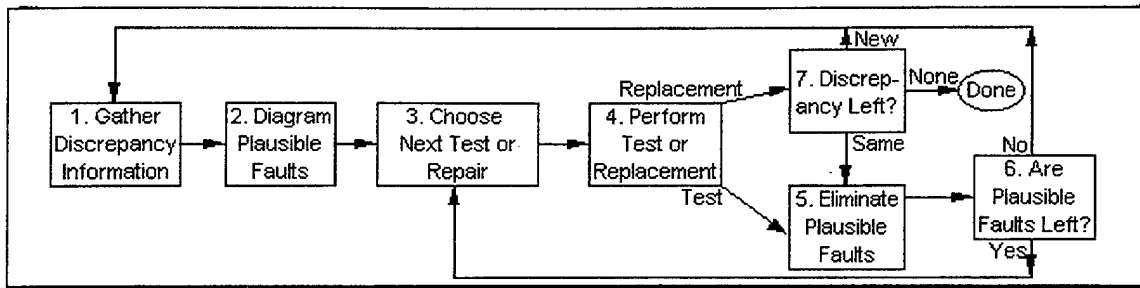 1. Gather
Discrepancy
Information
2. Diagram
Plausible
Faults
3. Choose
Next Test or
Repair
4. Perform
Test or
Replacement
Replacement
Test
7. Discrep-
ancy Left?
New
None
Done
Same
5. Eliminate
Plausible
Faults
6. Are
Plausible
Faults Left?
No
Yes